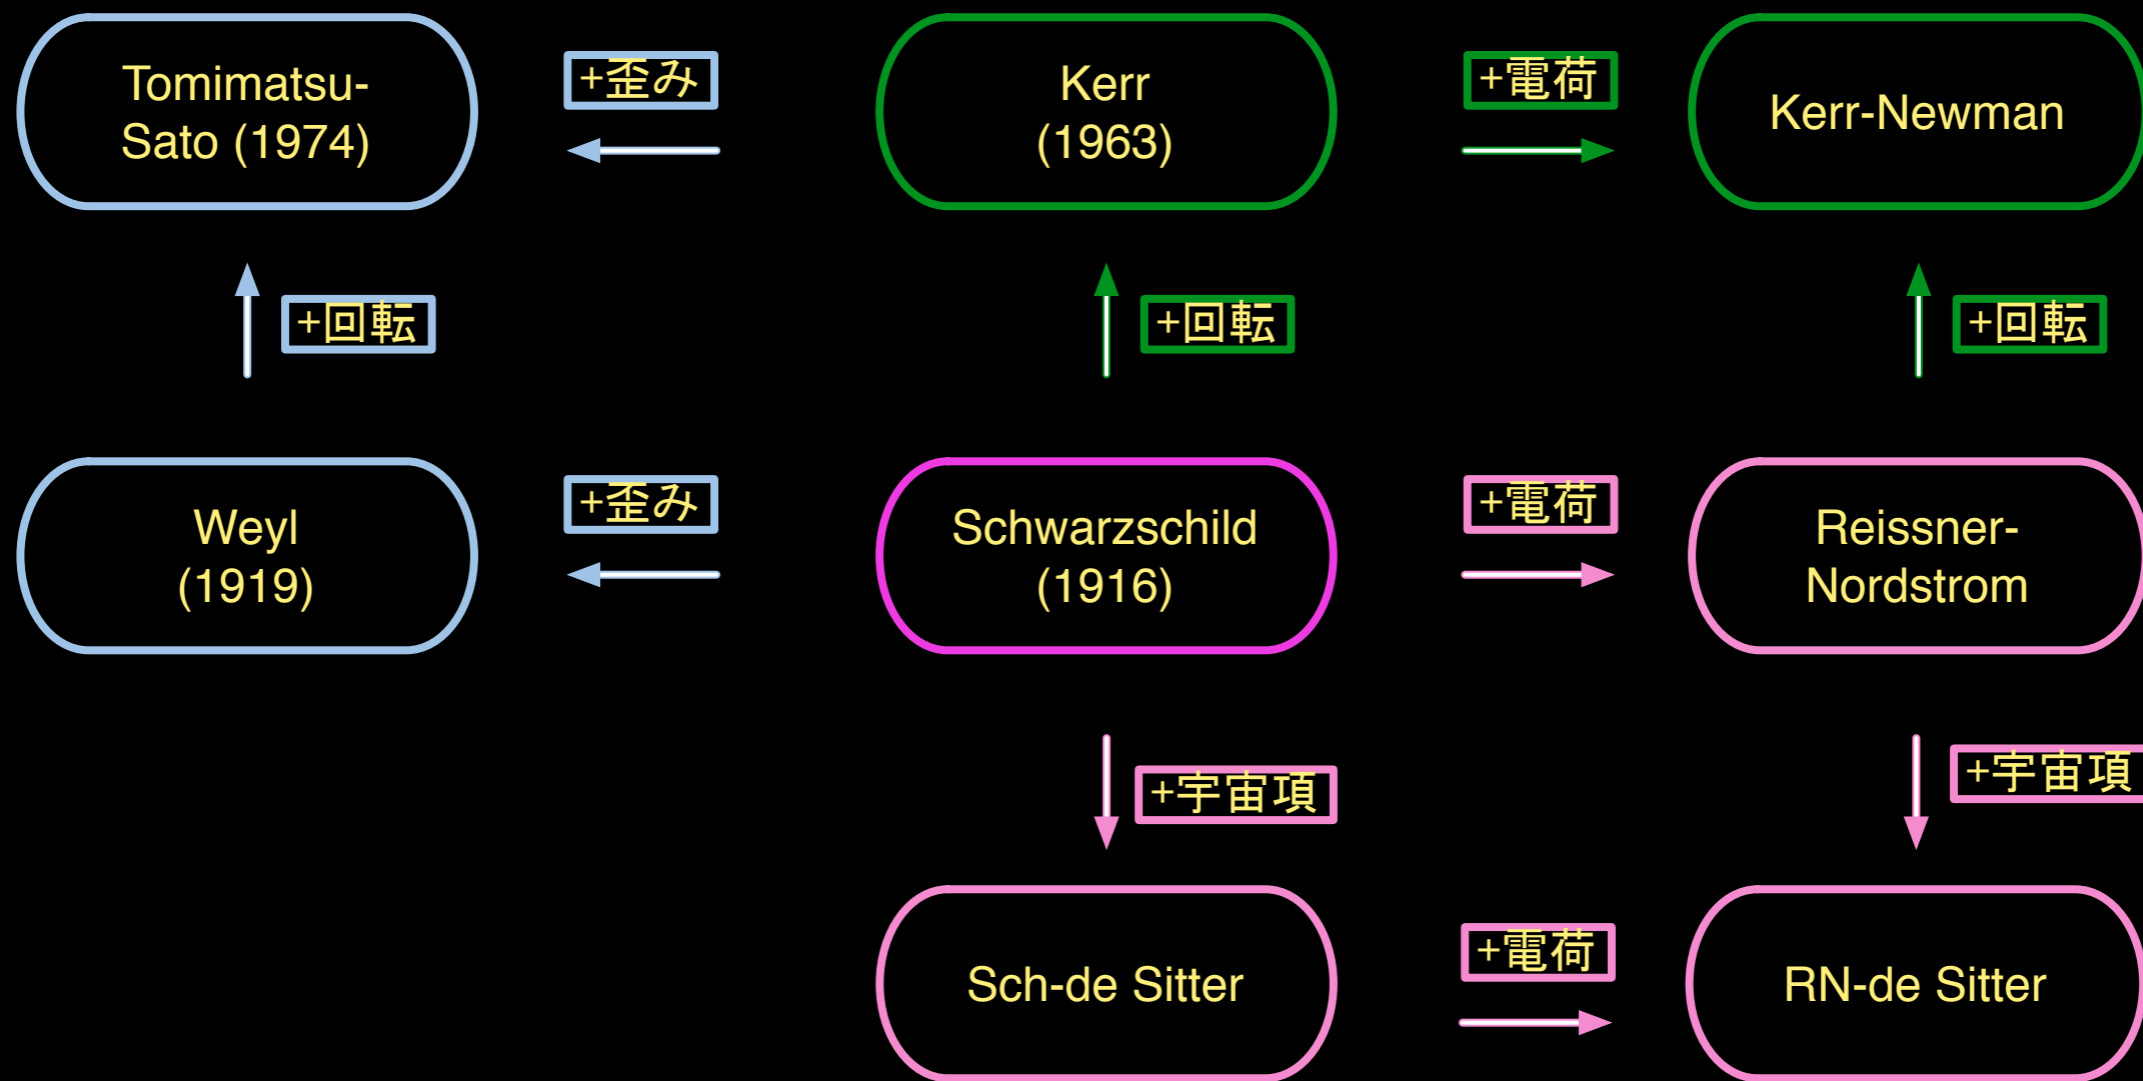 Tomimatsu-
Sato (1974)
+歪み
Kerr
(1963)
+電荷
Kerr-Newman
+回転
+回転
+回転
Weyl
(1919)
+歪み
Schwarzschild
(1916)
+電荷
Reissner-
Nordstrom
+宇宙項
+宇宙項
Sch-de Sitter
+電荷
RN-de Sitter